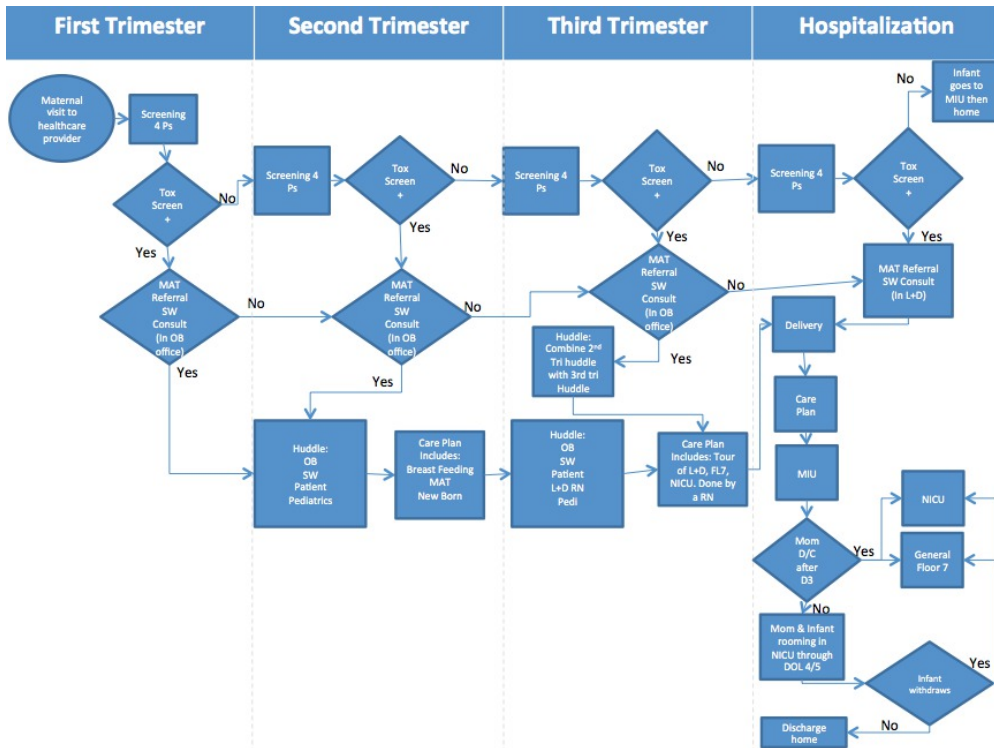 First Trimester
Second Trimester
Third Trimester
Hospitalization
Maternal
visit to
healthcare
provider
Screening
4 Ps
Tox
Screen
+
No
Yes
MAT
Referral
SW
Consult
(In OB
office)
No
Screening 4
Ps
Tox
Screen
+
No
Yes
MAT
Referral
SW
Consult
(In OB
office)
No
Yes
Huddle:
OB
SW
Patient
Pediatrics
Care Plan
Includes:
Breast Feeding
MAT
New Born
Screening 4
Ps
Tox
Screen
+
No
Yes
MAT
Referral
SW
Consult
(In OB
office)
No
Yes
Huddle:
Combine 2nd
Tri huddle
with 3rd tri
Huddle
Huddle:
OB
SW
Patient
L+D RN
Pedi
Care Plan
Includes: Tour
of L+D, FL7,
NICU. Done by
a RN
Screening 4
Ps
Tox
Screen
+
No
Infant
goes to
MIU then
home
Yes
MAT Referral
SW Consult
(In L+D)
Delivery
Care
Plan
MIU
Mom
D/C
after
D3
Yes
NICU
General
Floor 7
No
Mom & Infant
rooming in
NICU through
DOL 4/5
Infant
withdraws
Yes
No
Discharge
home